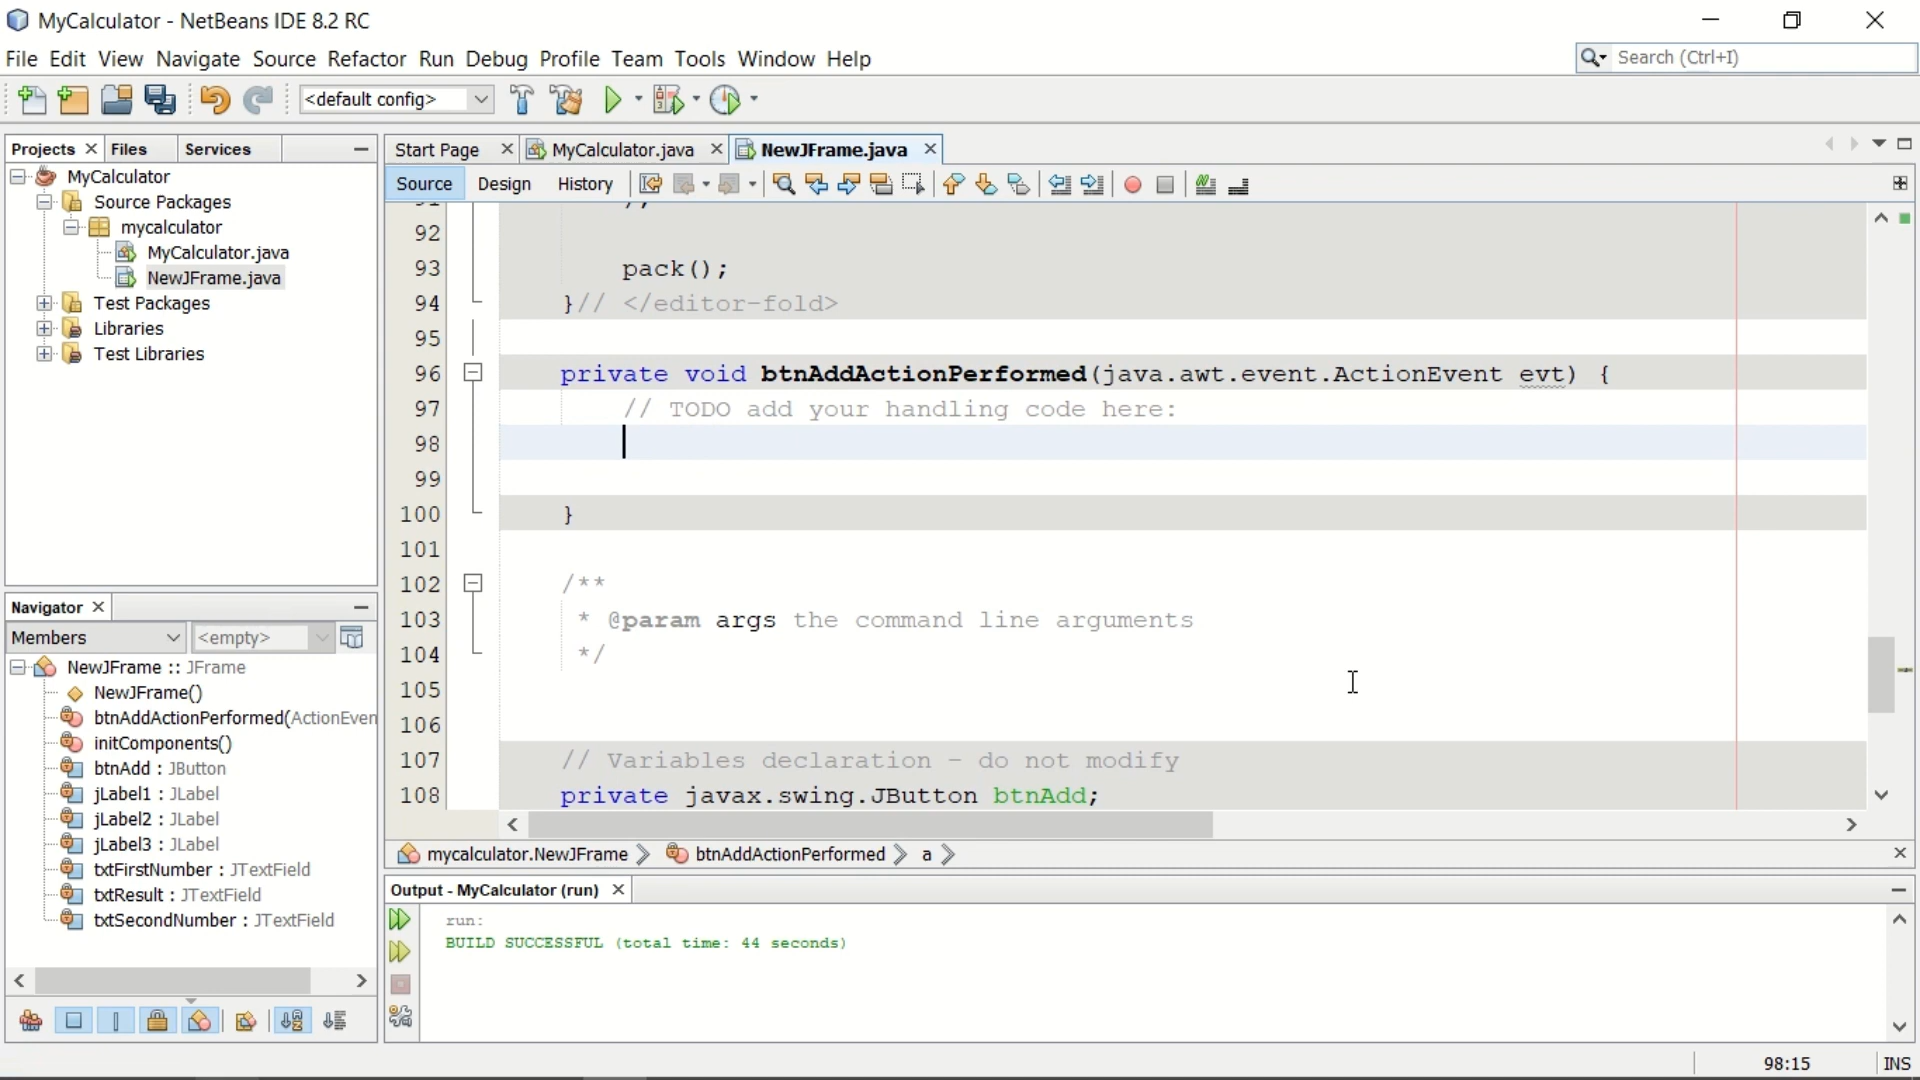 MyCalculator - NetBeans IDE 8.2 RC
File Edit View Navigate Source Refactor Run Debug Profile Team Tools Window Help
Search (Ctrl+I)
<default config>
Projects Files Services
Start Page MyCalculator.java NewJFrame.java
Source Design History
MyCalculator
Source Packages
mycalculator
MyCalculator.java
NewJFrame.java
Test Packages
Libraries
Test Libraries
92
93 pack();
94 }// </editor-fold>
95
96 private void btnAddActionPerformed(java.awt.event.ActionEvent evt) {
97 // TODO add your handling code here:
98
99
100 }
101
102 /**
103 * @param args the command line arguments
104 */
105
106
107 // Variables declaration - do not modify
108 private javax.swing.JButton btnAdd;
mycalculator.NewJFrame btnAddActionPerformed a
Navigator
Members <empty>
NewJFrame :: JFrame
NewJFrame()
btnAddActionPerformed(ActionEven
initComponents()
btnAdd : JButton
jLabel1 : JLabel
jLabel2 : JLabel
jLabel3 : JLabel
txtFirstNumber : JTextField
txtResult : JTextField
txtSecondNumber : JTextField
Output - MyCalculator (run)
run:
BUILD SUCCESSFUL (total time: 44 seconds)
98:15 INS